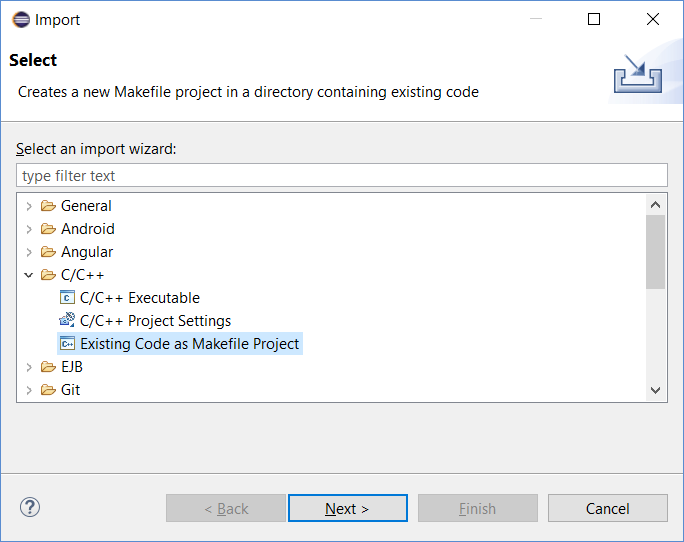 Import
Select
Creates a new Makefile project in a directory containing existing code
Select an import wizard:
type filter text
General
Android
Angular
C/C++
C/C++ Executable
C/C++ Project Settings
Existing Code as Makefile Project
EJB
Git
? < Back Next > Finish Cancel